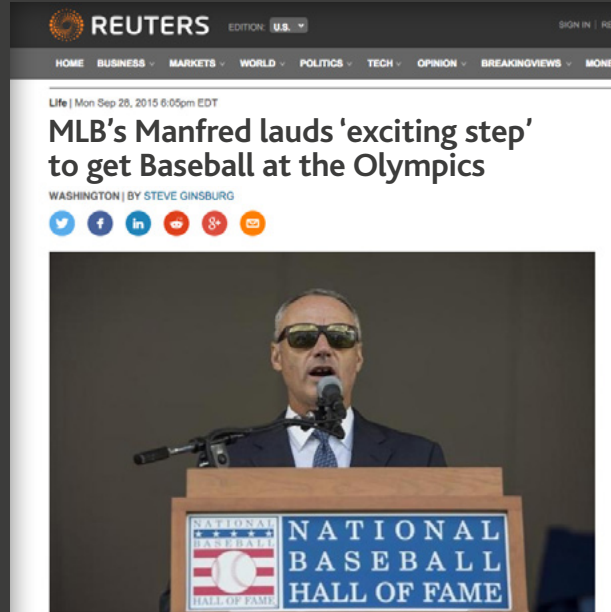 REUTERS EDITION: U.S. SIGN IN
HOME BUSINESS MARKETS WORLD POLITICS TECH OPINION BREAKINGVIEWS
Life | Mon Sep 28, 2015 6:05pm EDT
MLB's Manfred lauds ‘exciting step’
to get Baseball at the Olympics
WASHINGTON | BY STEVE GINSBURG
NATIONAL
BASEBALL
HALL OF FAME
NATIONAL
BASEBALL
HALL OF FAME